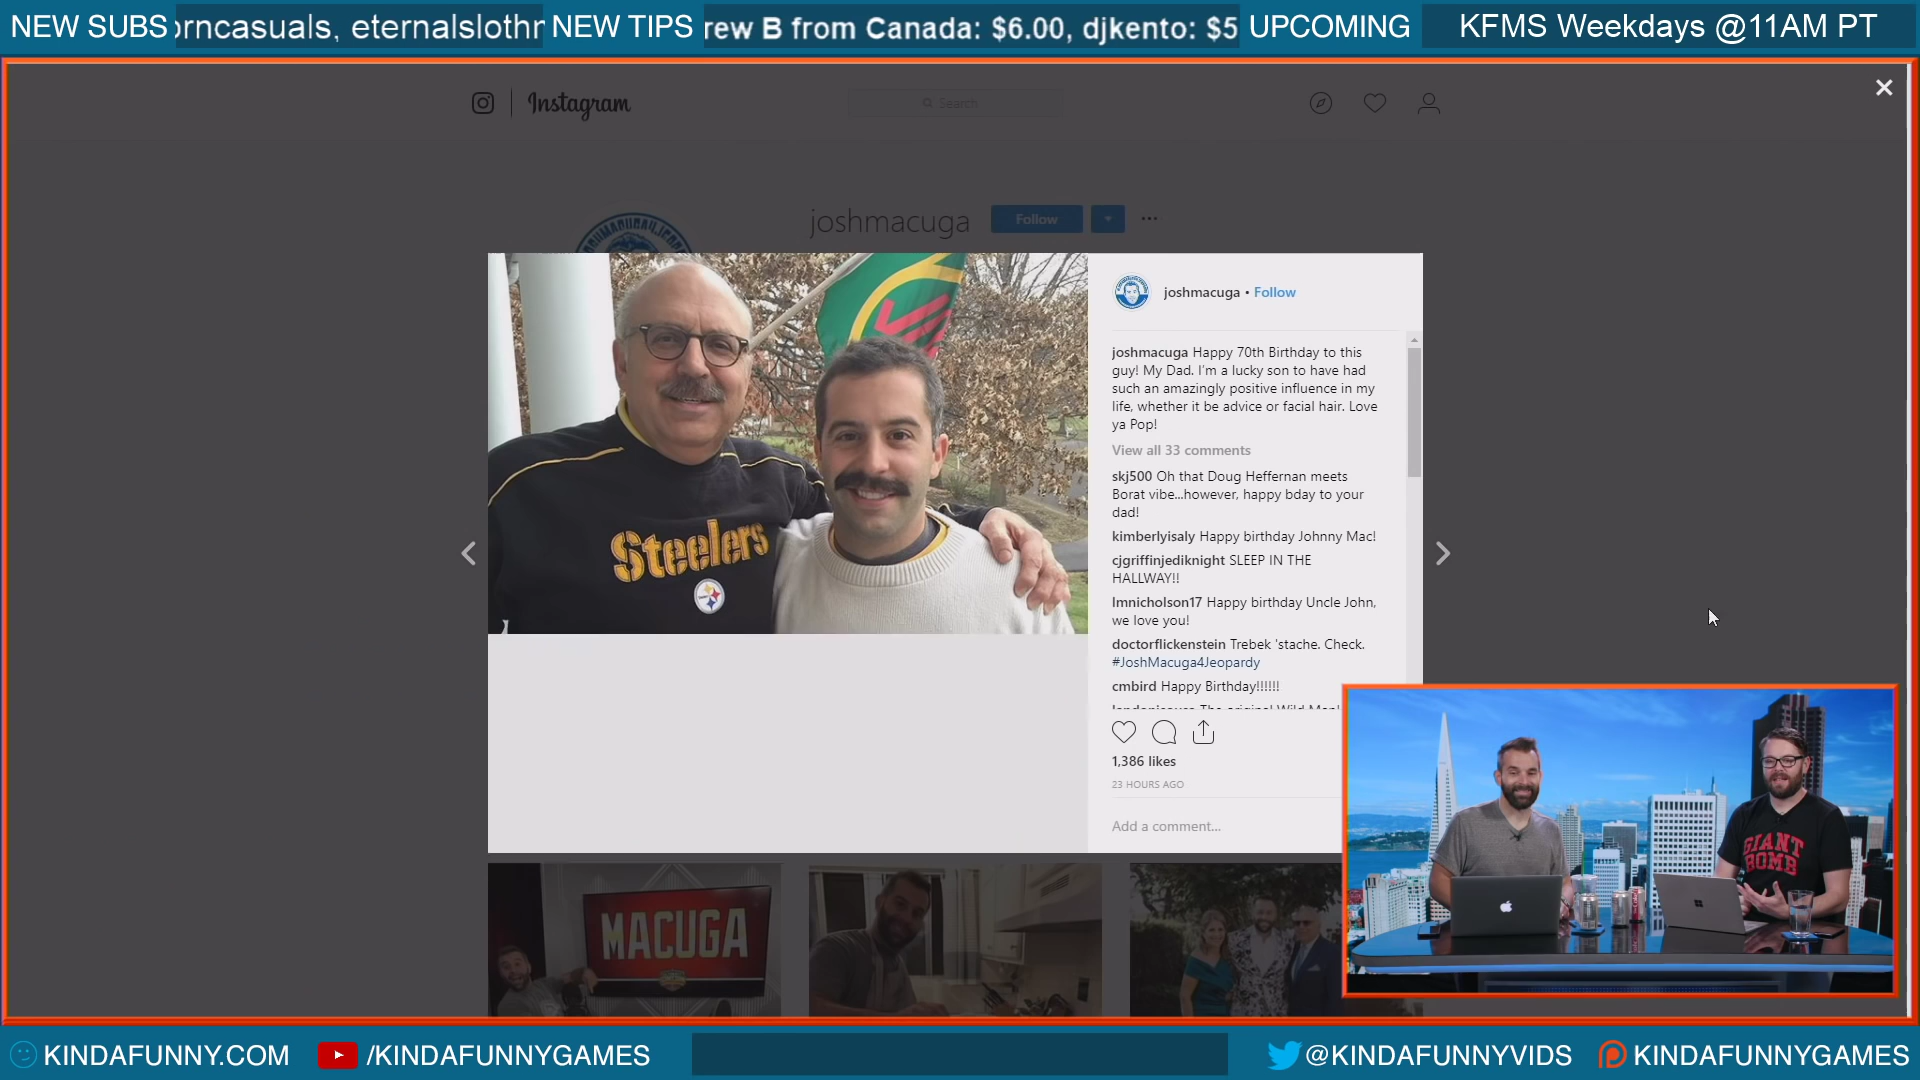 NEW SUBS orncasuals, eternalslothr NEW TIPS rew B from Canada: $6.00, djkento: $5 UPCOMING KFMS Weekdays @11AM PT
Instagram Search
joshmacuga Follow
joshmacuga • Follow
joshmacuga Happy 70th Birthday to this
guy! My Dad. I'm a lucky son to have had
such an amazingly positive influence in my
life, whether it be advice or facial hair. Love
ya Pop!
View all 33 comments
skj500 Oh that Doug Heffernan meets
Borat vibe...however, happy bday to your
dad!
kimberlyisaly Happy birthday Johnny Mac!
cjgriffinjediknight SLEEP IN THE
HALLWAY!!
lmnicholson17 Happy birthday Uncle John,
we love you!
doctorflickenstein Trebek 'stache. Check.
#JoshMacuga4Jeopardy
cmbird Happy Birthday!!!!!!
1,386 likes
23 HOURS AGO
Add a comment...
Steelers
MACUGA
GIANT
BOMB
KINDAFUNNY.COM /KINDAFUNNYGAMES @KINDAFUNNYVIDS KINDAFUNNYGAMES